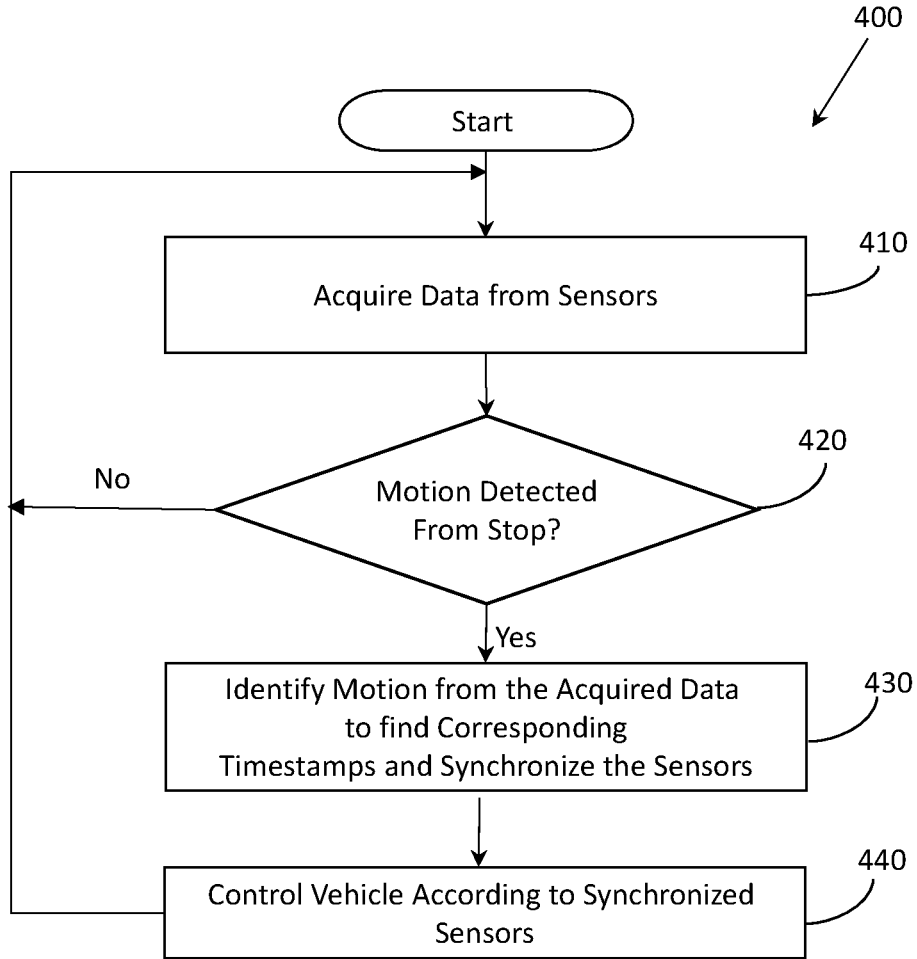 400
Start
410
Acquire Data from Sensors
420
No
Motion Detected
From Stop?
Yes
430
Identify Motion from the Acquired Data
to find Corresponding
Timestamps and Synchronize the Sensors
440
Control Vehicle According to Synchronized
Sensors